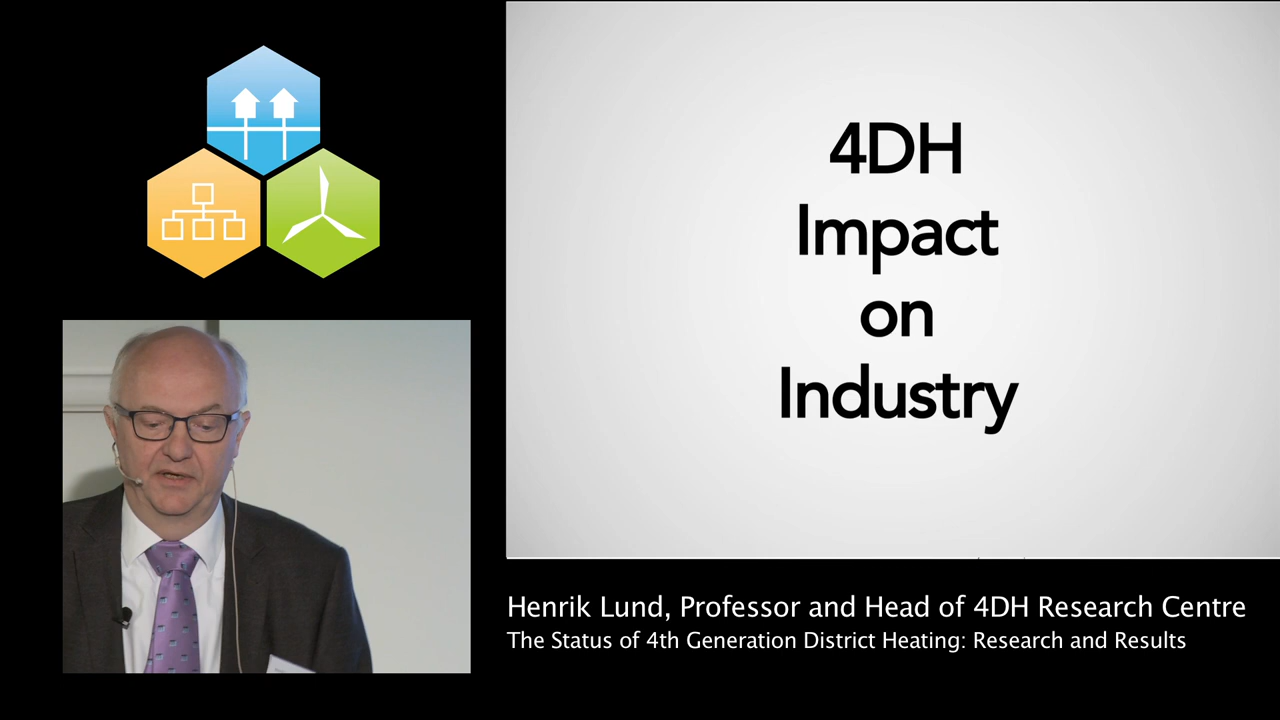 4DH
Impact
on
Industry
Henrik Lund, Professor and Head of 4DH Research Centre
The Status of 4th Generation District Heating: Research and Results